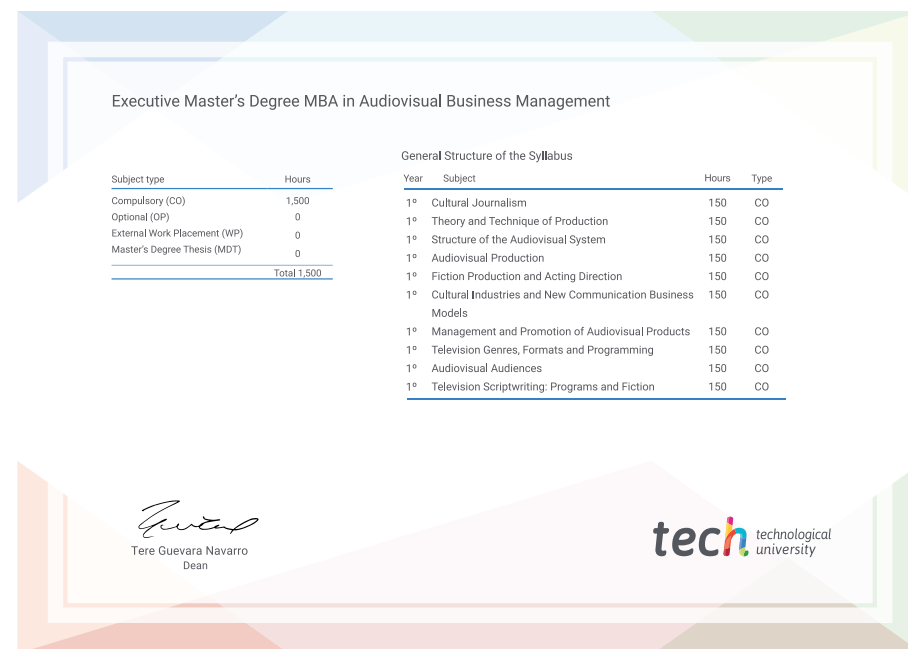 Executive Master's Degree MBA in Audiovisual Business Management
Subject type Hours
Compulsory (CO) 1,500
Optional (OP) 0
External Work Placement (WP) 0
Master's Degree Thesis (MDT) 0
Total 1,500
General Structure of the Syllabus
Year Subject Hours Type
1º Cultural Journalism 150 CO
1º Theory and Technique of Production 150 CO
1º Structure of the Audiovisual System 150 CO
1º Audiovisual Production 150 CO
1º Fiction Production and Acting Direction 150 CO
1º Cultural Industries and New Communication Business 150 CO
Models
1º Management and Promotion of Audiovisual Products 150 CO
1º Television Genres, Formats and Programming 150 CO
1º Audiovisual Audiences 150 CO
1º Television Scriptwriting: Programs and Fiction 150 CO
Tere Guevara Navarro
Dean
tech technological
university